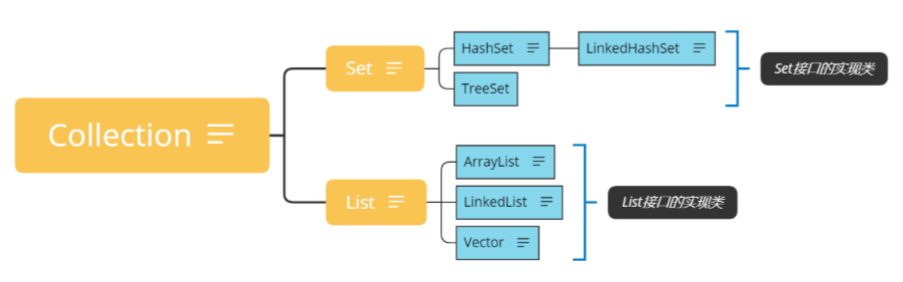 Collection
Set
HashSet
LinkedHashSet
TreeSet
Set接口的实现类
List
ArrayList
LinkedList
Vector
List接口的实现类